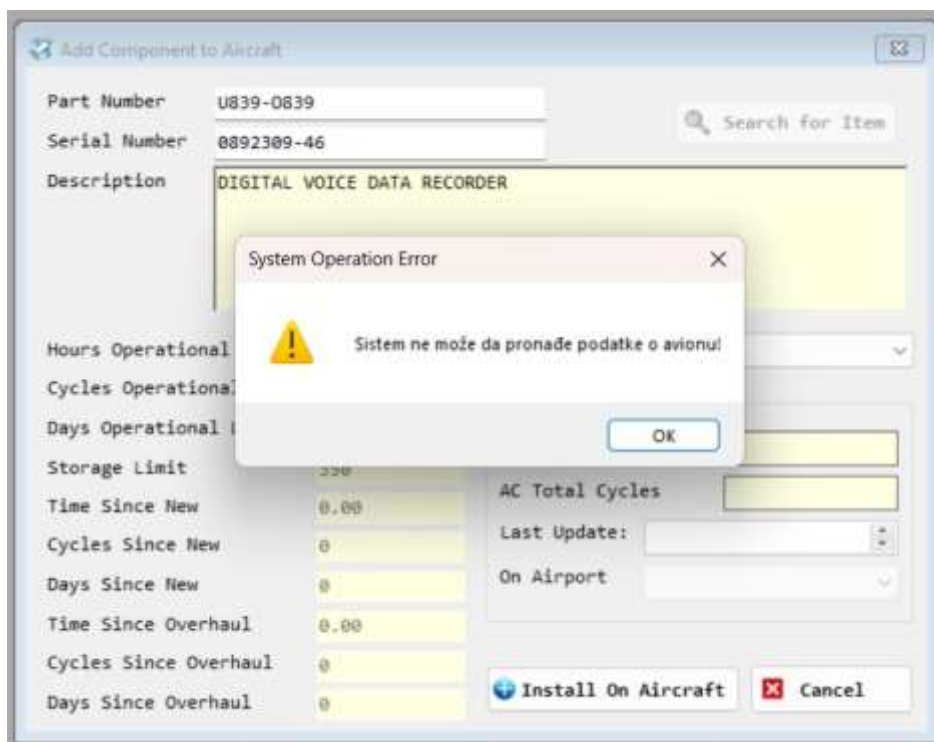 Add Component to Aircraft
Part Number U839-O839
Search for Item
Serial Number 0892309-46
Description DIGITAL VOICE DATA RECORDER
System Operation Error
Sistem ne može da pronađe podatke o avionu!
OK
Hours Operational
Cycles Operational
Days Operational
Storage Limit 390
AC Total Cycles
Time Since New 0.00
Last Update:
Cycles Since New 0
On Airport
Days Since New 0
Time Since Overhaul 0.00
Cycles Since Overhaul 0
Install On Aircraft
Cancel
Days Since Overhaul 0